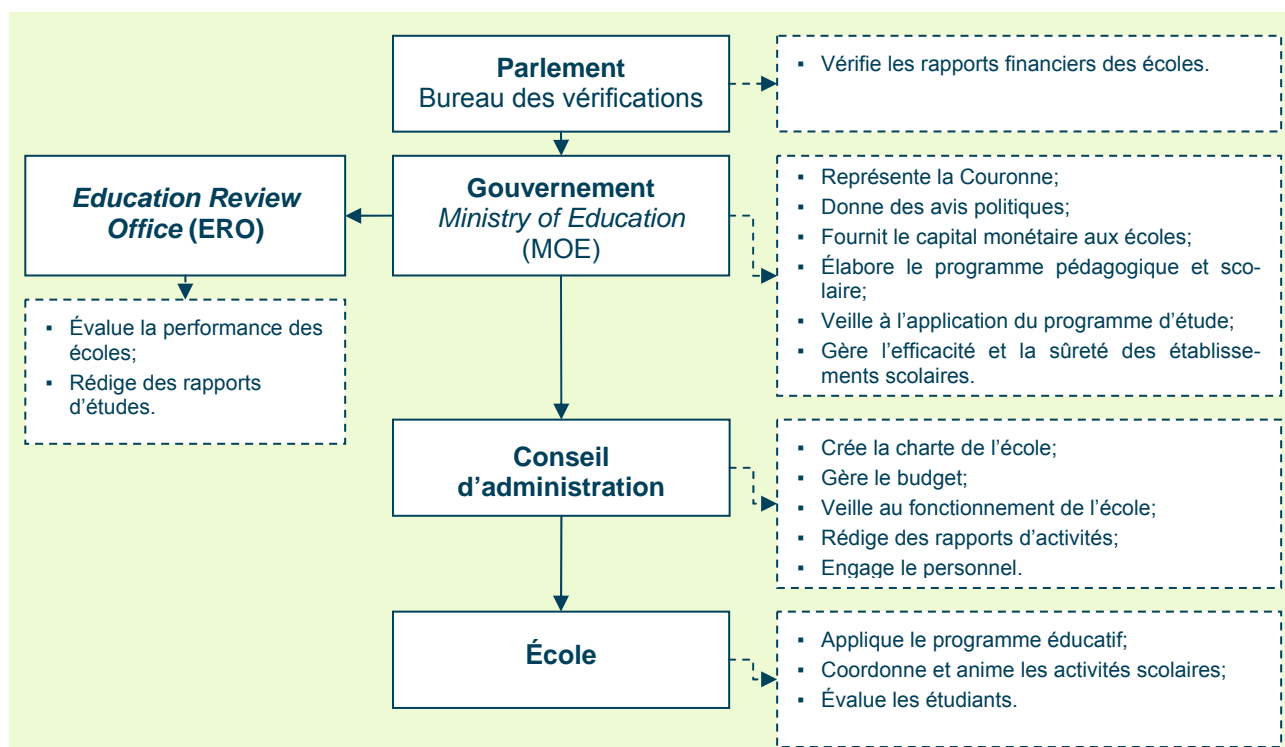 Parlement
Bureau des vérifications
▪ Vérifie les rapports financiers des écoles.
Education Review
Office (ERO)
Gouvernement
Ministry of Education
(MOE)
▪ Représente la Couronne;
▪ Donne des avis politiques;
▪ Fournit le capital monétaire aux écoles;
▪ Élabore le programme pédagogique et sco-
laire;
▪ Veille à l’application du programme d’étude;
▪ Gère l’efficacité et la sûreté des établisse-
ments scolaires.
▪ Évalue la performance des
écoles;
▪ Rédige des rapports
d’études.
Conseil
d’administration
▪ Crée la charte de l’école;
▪ Gère le budget;
▪ Veille au fonctionnement de l’école;
▪ Rédige des rapports d’activités;
▪ Engage le personnel.
École
▪ Applique le programme éducatif;
▪ Coordonne et anime les activités scolaires;
▪ Évalue les étudiants.